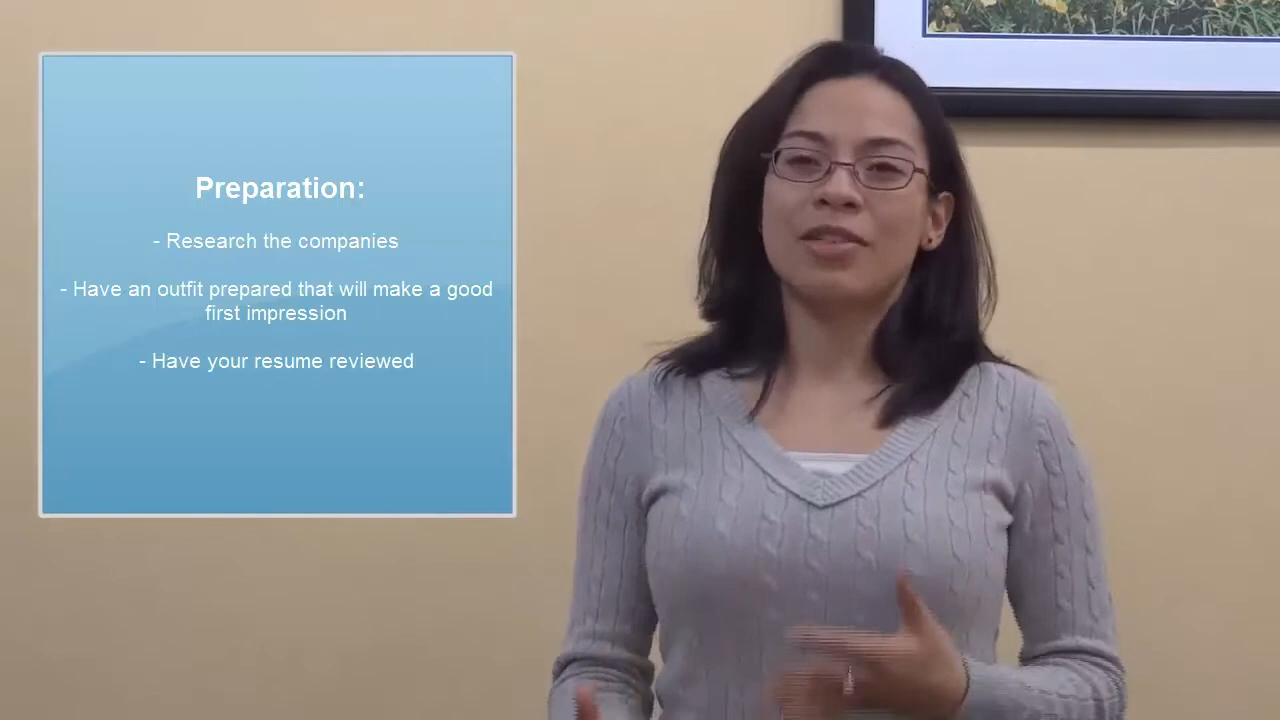 Preparation:
- Research the companies
- Have an outfit prepared that will make a good
first impression
- Have your resume reviewed